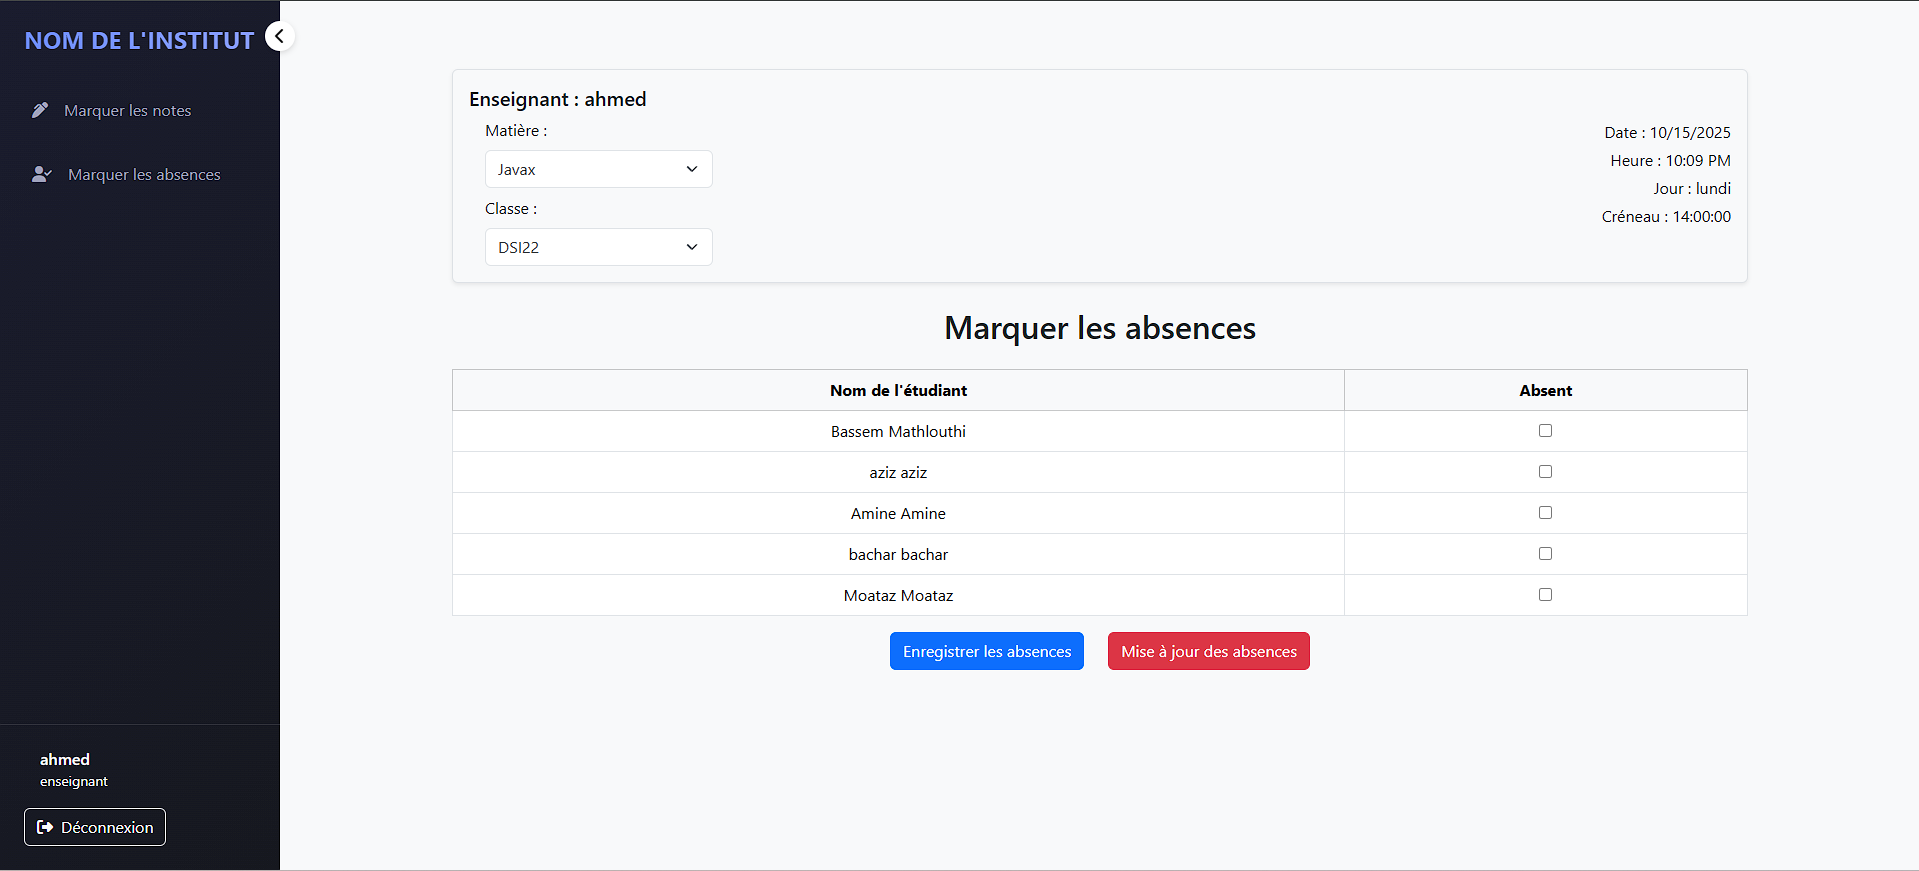 NOM DE L'INSTITUT
Marquer les notes
Marquer les absences
ahmed
enseignant
Déconnexion
Enseignant : ahmed
Matière :
Javax
Classe :
DSI22
Date : 10/15/2025
Heure : 10:09 PM
Jour : lundi
Créneau : 14:00:00
Marquer les absences
Nom de l'étudiant Absent
Bassem Mathlouthi
aziz aziz
Amine Amine
bachar bachar
Moataz Moataz
Enregistrer les absences Mise à jour des absences